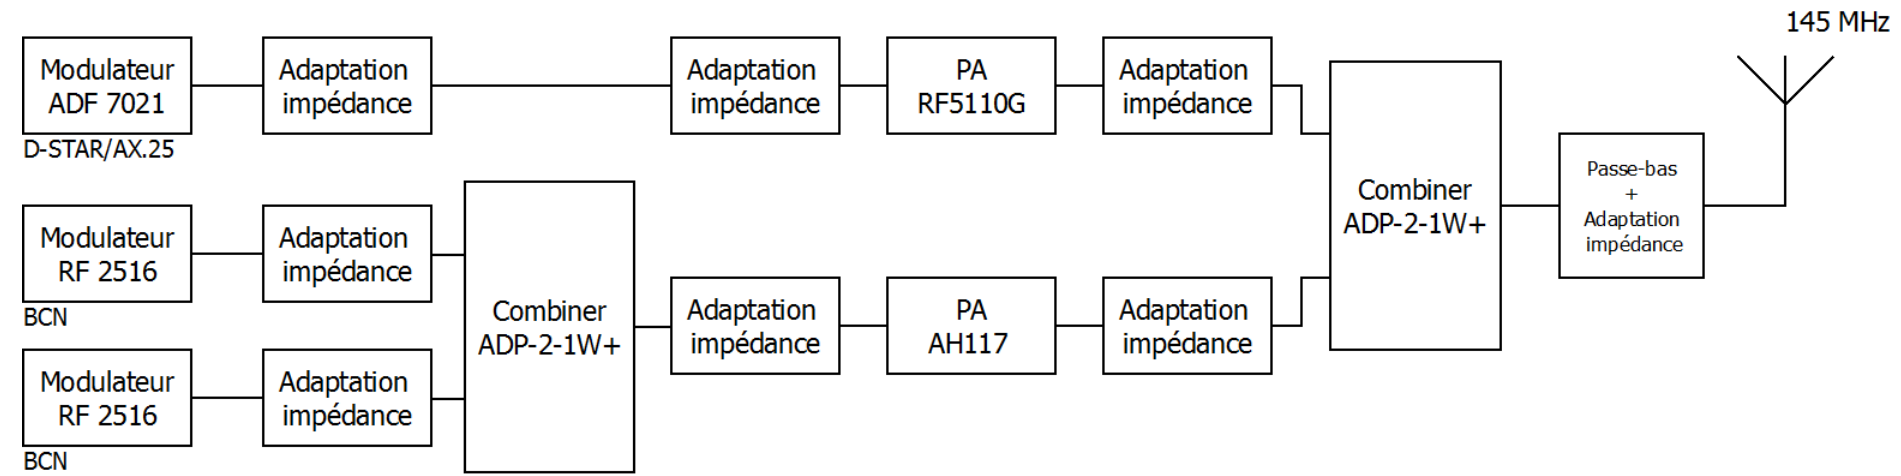 145 MHz
Modulateur
ADF 7021
D-STAR/AX.25
Adaptation
impédance
Adaptation
impédance
PA
RF5110G
Adaptation
impédance
Modulateur
RF 2516
BCN
Adaptation
impédance
Modulateur
RF 2516
BCN
Adaptation
impédance
Combiner
ADP-2-1W+
Adaptation
impédance
PA
AH117
Adaptation
impédance
Combiner
ADP-2-1W+
Passe-bas
+
Adaptation
impédance